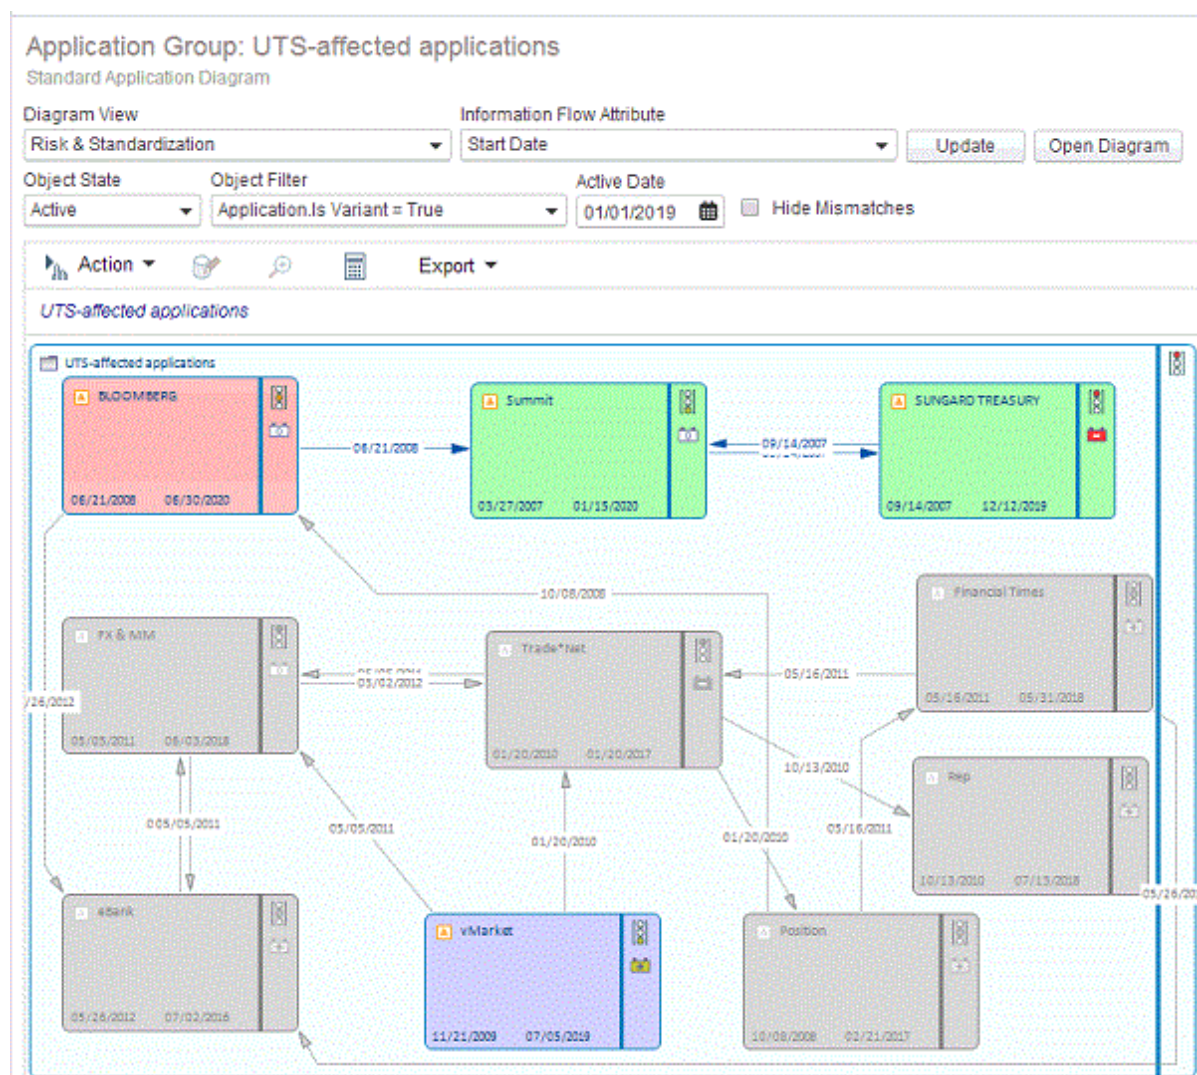 Application Group: UTS-affected applications
Standard Application Diagram
Diagram View
Information Flow Attribute
Risk & Standardization
Start Date
Update
Open Diagram
Object State
Object Filter
Active Date
Active
Application.Is Variant = True
01/01/2019
Hide Mismatches
Action
Export
UTS-affected applications
UTS-affected applications
BLOOMBERG
Summit
SUNGARD TREASURY
06/21/2008
09/14/2007
06/21/2008 06/30/2020
03/27/2007 01/15/2020
09/14/2007 12/12/2019
10/08/2008
Financial Times
FX & MM
Trade*Net
05/16/2011
05/02/2012
/26/2012
05/16/2011 05/31/2018
05/05/2011 06/03/2018
01/20/2010 01/20/2017
10/13/2010
Rep
005/05/2011
05/05/2011
01/20/2010
01/20/2010
05/16/2011
10/13/2010 07/13/2018
05/26/20
eBank
vMarket
Position
05/26/2012 07/02/2016
11/21/2009 07/05/2019
10/08/2008 02/21/2017